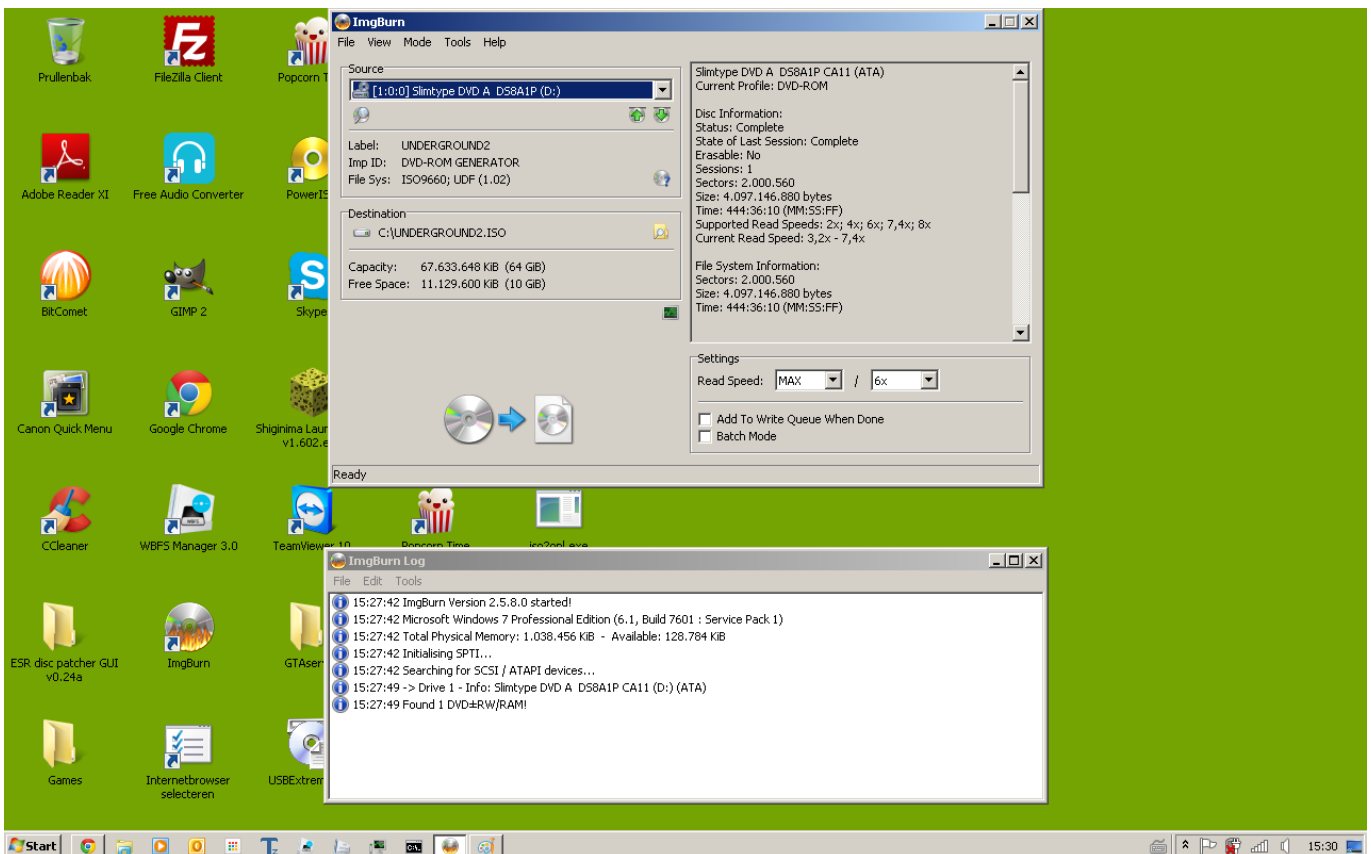 Prullenbak
FileZilla Client
Popcorn T
Adobe Reader XI
Free Audio Converter
PowerIS
BitComet
GIMP 2
Skype
Canon Quick Menu
Google Chrome
Shiginima Laun
v1.602.e
CCleaner
WBFS Manager 3.0
TeamViewer 10
Popcorn Time
iso2opl.exe
ESR disc patcher GUI
v0.24a
ImgBurn
GTAser
Games
Internetbrowser
selecteren
USBExtrem
ImgBurn
File View Mode Tools Help
Source
[1:0:0] Slimtype DVD A DS8A1P (D:)
Label: UNDERGROUND2
Imp ID: DVD-ROM GENERATOR
File Sys: ISO9660; UDF (1.02)
Destination
C:\UNDERGROUND2.ISO
Capacity: 67.633.648 KiB (64 GiB)
Free Space: 11.129.600 KiB (10 GiB)
Slimtype DVD A DS8A1P CA11 (ATA)
Current Profile: DVD-ROM
Disc Information:
Status: Complete
State of Last Session: Complete
Erasable: No
Sessions: 1
Sectors: 2.000.560
Size: 4.097.146.880 bytes
Time: 444:36:10 (MM:SS:FF)
Supported Read Speeds: 2x; 4x; 6x; 7,4x; 8x
Current Read Speed: 3,2x - 7,4x
File System Information:
Sectors: 2.000.560
Size: 4.097.146.880 bytes
Time: 444:36:10 (MM:SS:FF)
Settings
Read Speed: MAX / 6x
Add To Write Queue When Done
Batch Mode
Ready
ImgBurn Log
File Edit Tools
15:27:42 ImgBurn Version 2.5.8.0 started!
15:27:42 Microsoft Windows 7 Professional Edition (6.1, Build 7601 : Service Pack 1)
15:27:42 Total Physical Memory: 1.038.456 KiB - Available: 128.784 KiB
15:27:42 Initialising SPTI...
15:27:42 Searching for SCSI / ATAPI devices...
15:27:49 -> Drive 1 - Info: Slimtype DVD A DS8A1P CA11 (D:) (ATA)
15:27:49 Found 1 DVD±RW/RAM!
Start
15:30